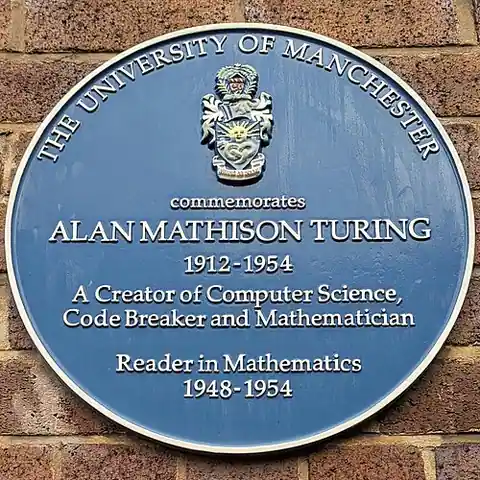 THE UNIVERSITY OF MANCHESTER
commemorates
ALAN MATHISON TURING
1912-1954
A Creator of Computer Science,
Code Breaker and Mathematician
Reader in Mathematics
1948-1954